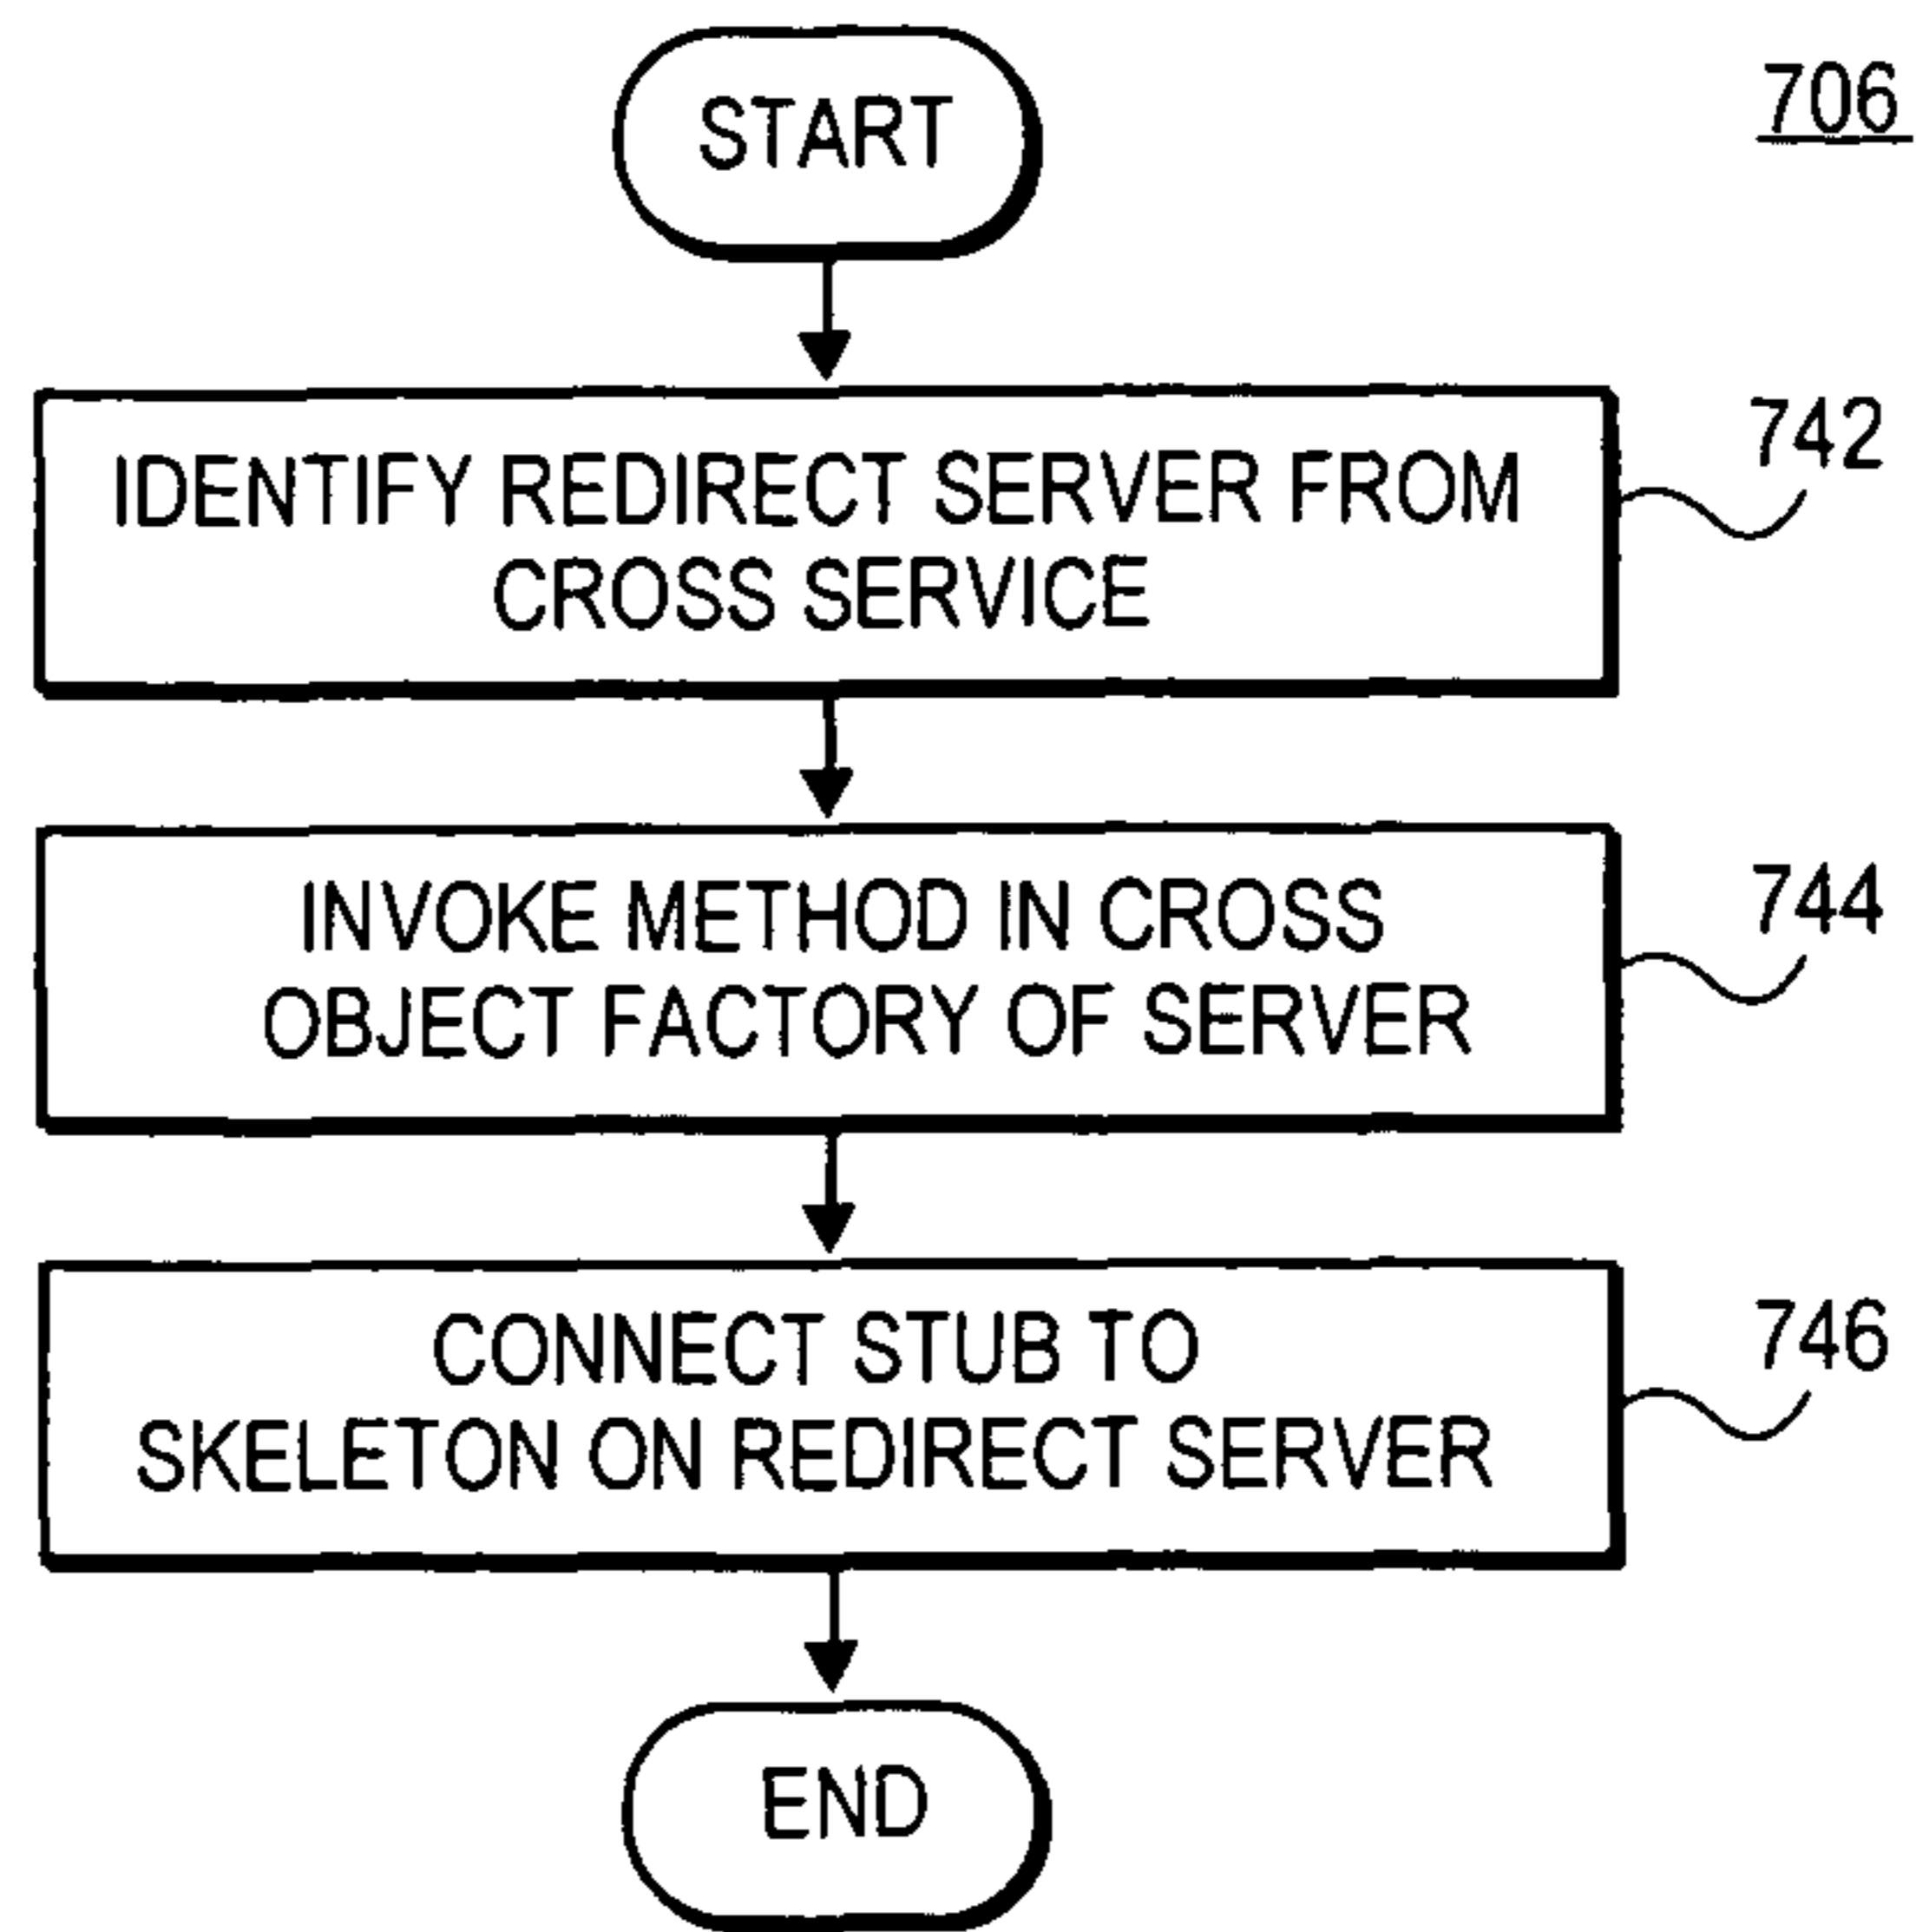 START
706
IDENTIFY REDIRECT SERVER FROM
CROSS SERVICE
742
INVOKE METHOD IN CROSS
OBJECT FACTORY OF SERVER
744
CONNECT STUB TO
SKELETON ON REDIRECT SERVER
746
END